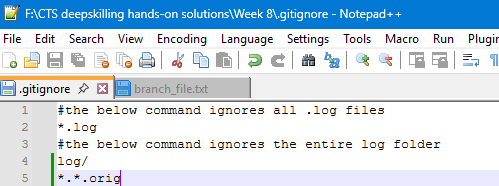 F:\CTS deepskilling hands-on solutions\Week 8\.gitignore - Notepad++
File Edit Search View Encoding Language Settings Tools Macro Run Plugins
.gitignore branch_file.txt
1 #the below command ignores all .log files
2 *.log
3 #the below command ignores the entire log folder
4 log/
5 *.*.orig